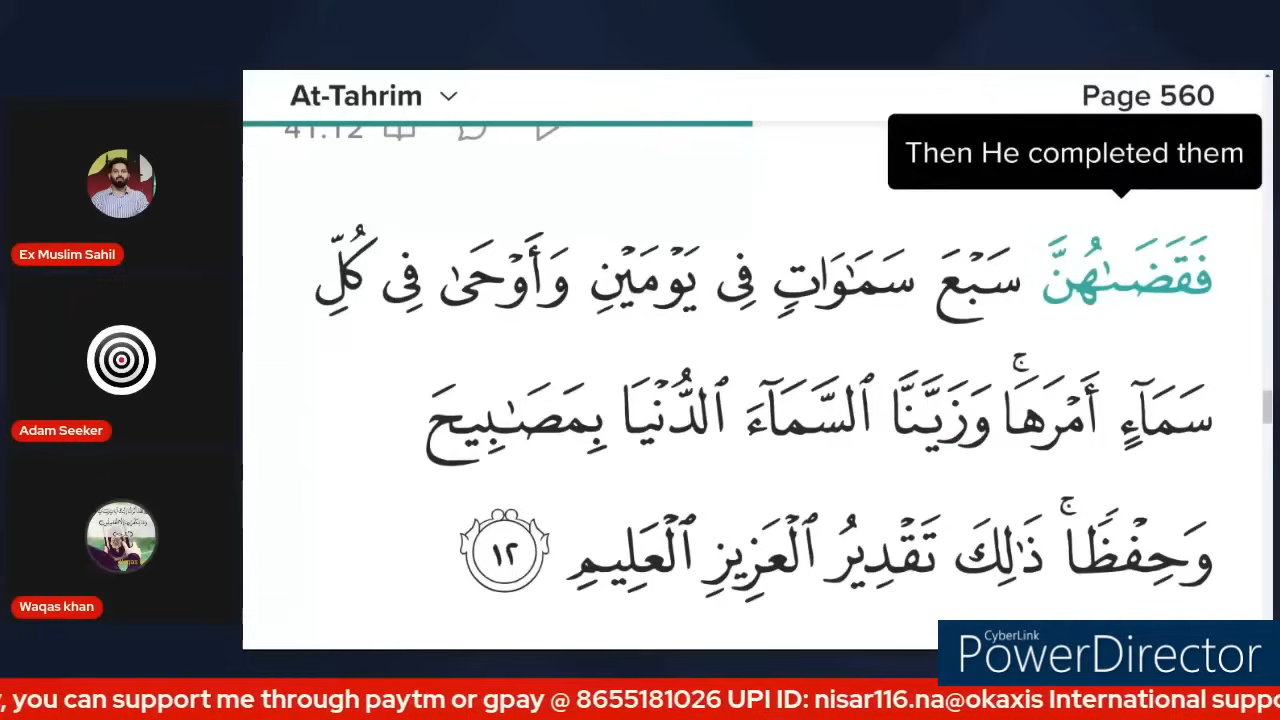 At-Tahrim
Page 560
41:12
Then He completed them
فَقَضَىٰهُنَّ سَبْعَ سَمَـٰوَاتٍ فِى يَوْمَيْنِ وَأَوْحَىٰ فِى كُلِّ
سَمَآءٍ أَمْرَهَا ۚ وَزَيَّنَّا ٱلسَّمَآءَ ٱلدُّنْيَا بِمَصَـٰبِيحَ
وَحِفْظًا ۚ ذَٰلِكَ تَقْدِيرُ ٱلْعَزِيزِ ٱلْعَلِيمِ ١٢
Ex Muslim Sahil
Adam Seeker
Waqas khan
CyberLink
PowerDirector
, you can support me through paytm or gpay @ 8655181026 UPI ID: nisar116.na@okaxis International suppo